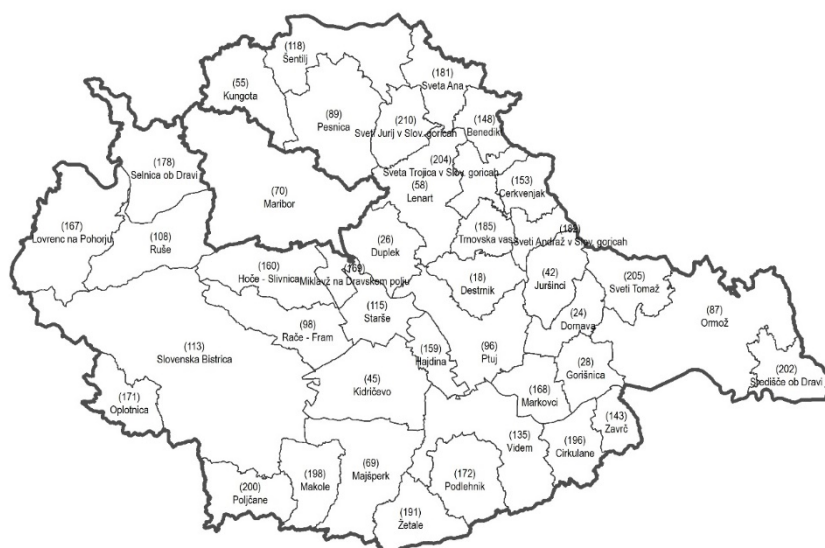 (118)
Šentilj
(55)
Kungota
(181)
Sveta Ana
(89)
Pesnica
(210)
Sveti Jurij v Slov. goricah
(148)
Benedikt
(178)
Selnica ob Dravi
(204)
Sveta Trojica v Slov. goricah
(58)
Lenart
(153)
Cerkvenjak
(70)
Maribor
(167)
Lovrenc na Pohorju
(108)
Ruše
(26)
Duplek
(185)
Trnovska vas
(182)
Sveti Andraž v Slov. goricah
(160)
Hoče - Slivnica
(169)
Miklavž na Dravskem polju
(18)
Destrnik
(42)
Juršinci
(205)
Sveti Tomaž
(87)
Ormož
(115)
Starše
(24)
Dornava
(98)
Rače - Fram
(113)
Slovenska Bistrica
(159)
Hajdina
(96)
Ptuj
(28)
Gorišnica
(202)
Središče ob Dravi
(45)
Kidričevo
(168)
Markovci
(171)
Oplotnica
(143)
Zavrč
(135)
Videm
(196)
Cirkulane
(198)
Makole
(69)
Majšperk
(172)
Podlehnik
(200)
Poljčane
(191)
Žetale